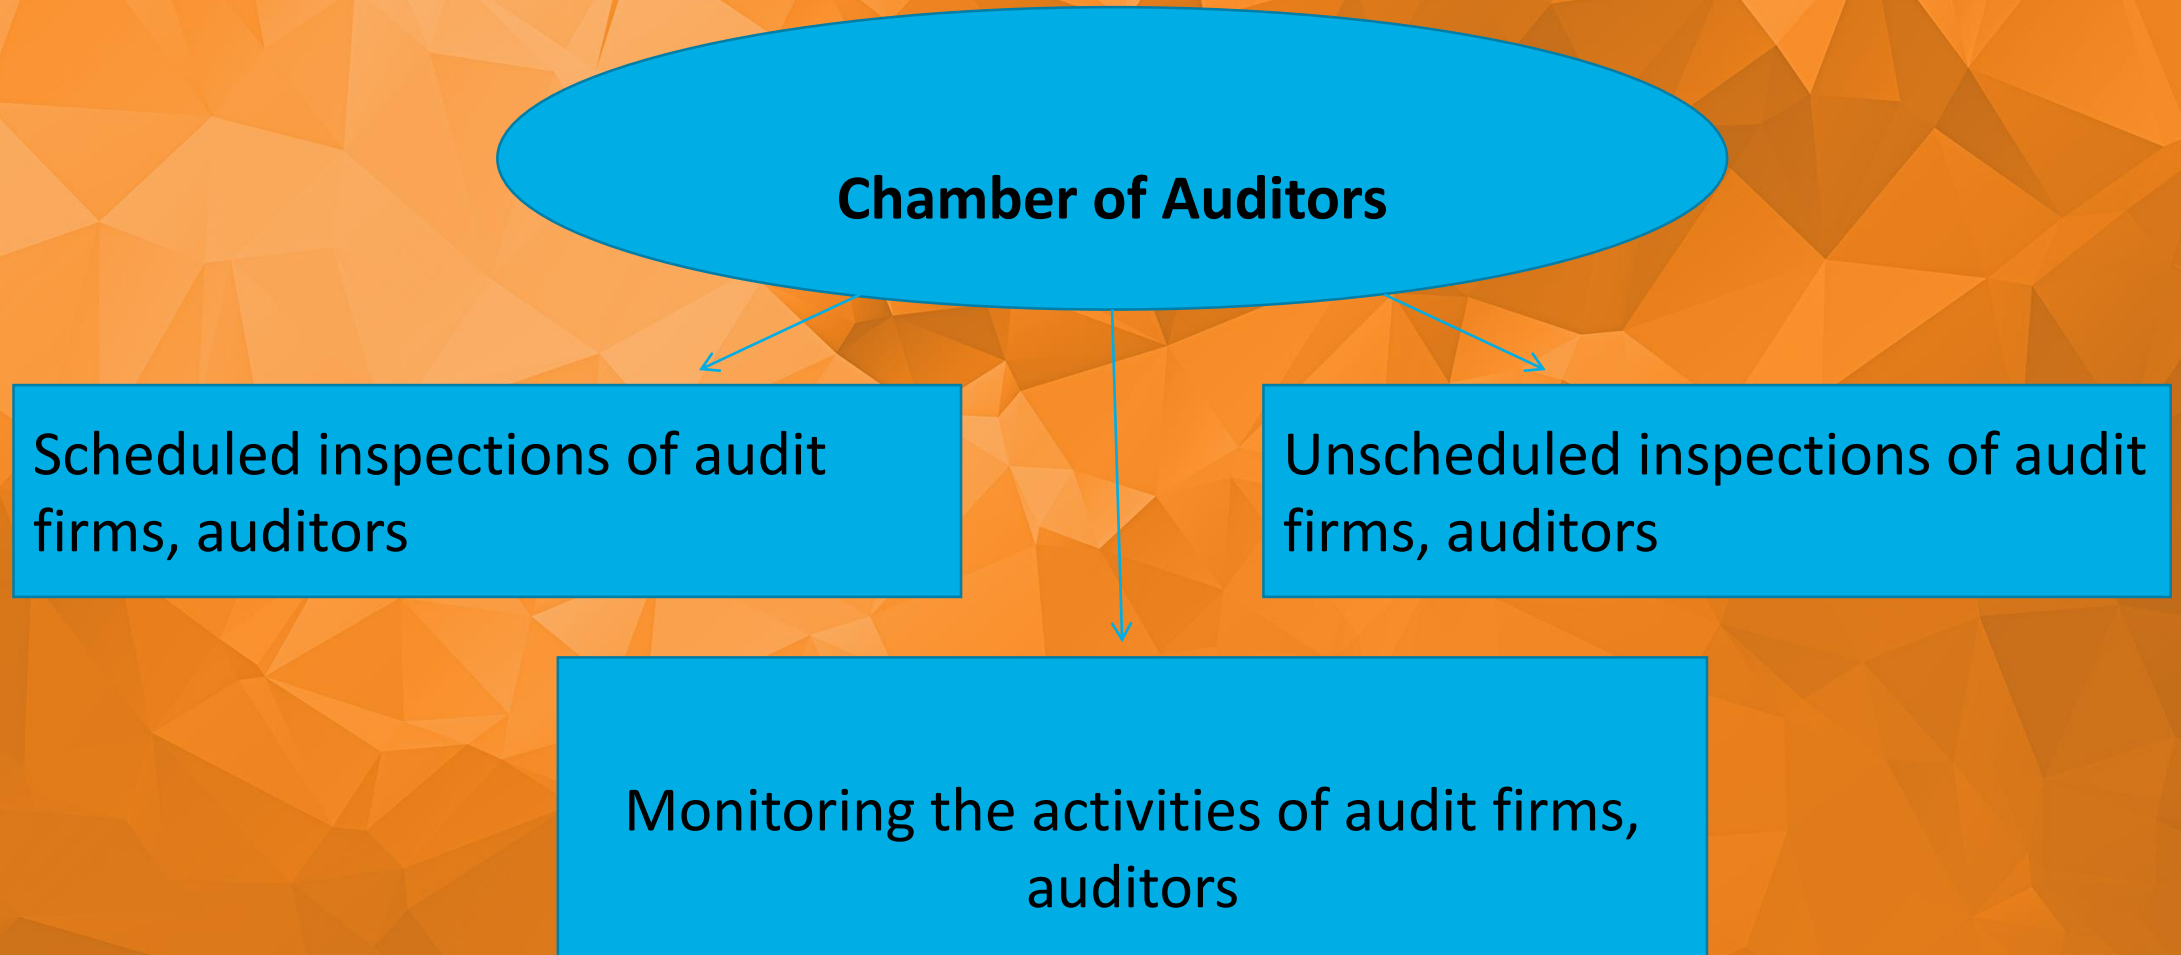 Chamber of Auditors
Scheduled inspections of audit
firms, auditors
Unscheduled inspections of audit
firms, auditors
Monitoring the activities of audit firms,
auditors